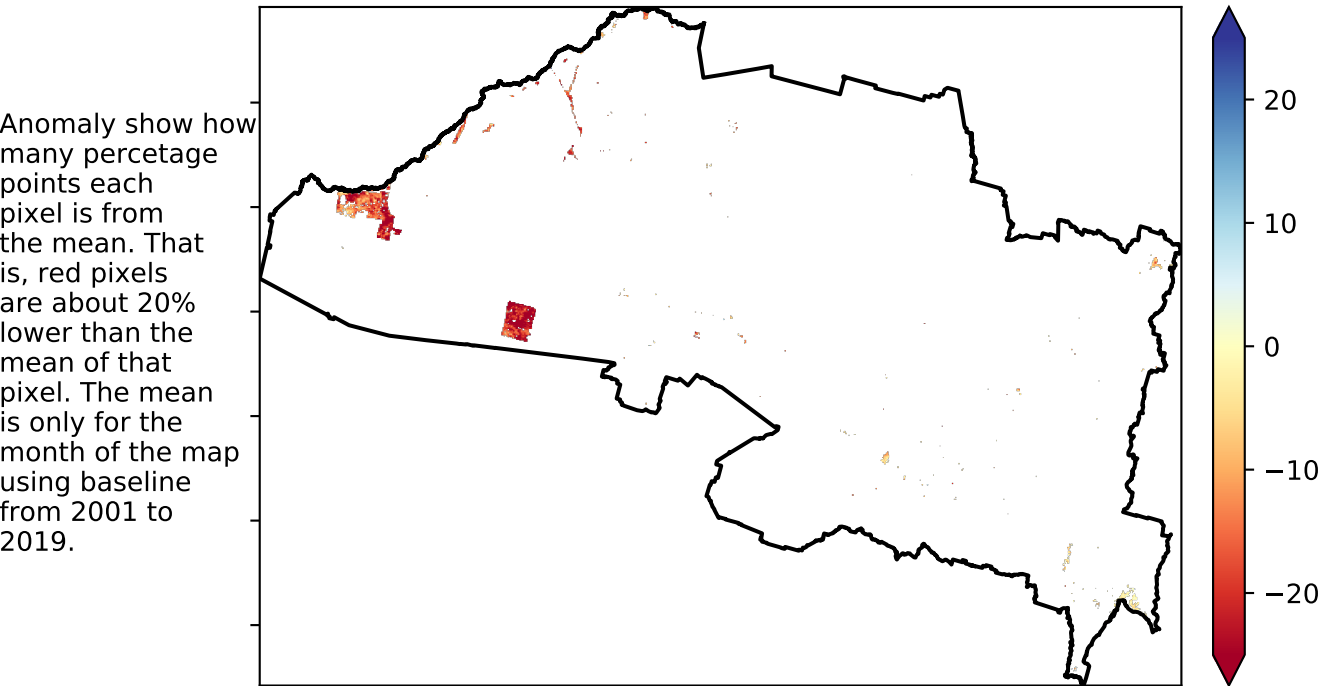 Anomaly show how
many percetage
points each
pixel is from
the mean. That
is, red pixels
are about 20%
lower than the
mean of that
pixel. The mean
is only for the
month of the map
using baseline
from 2001 to
2019.
20
10
0
−10
−20